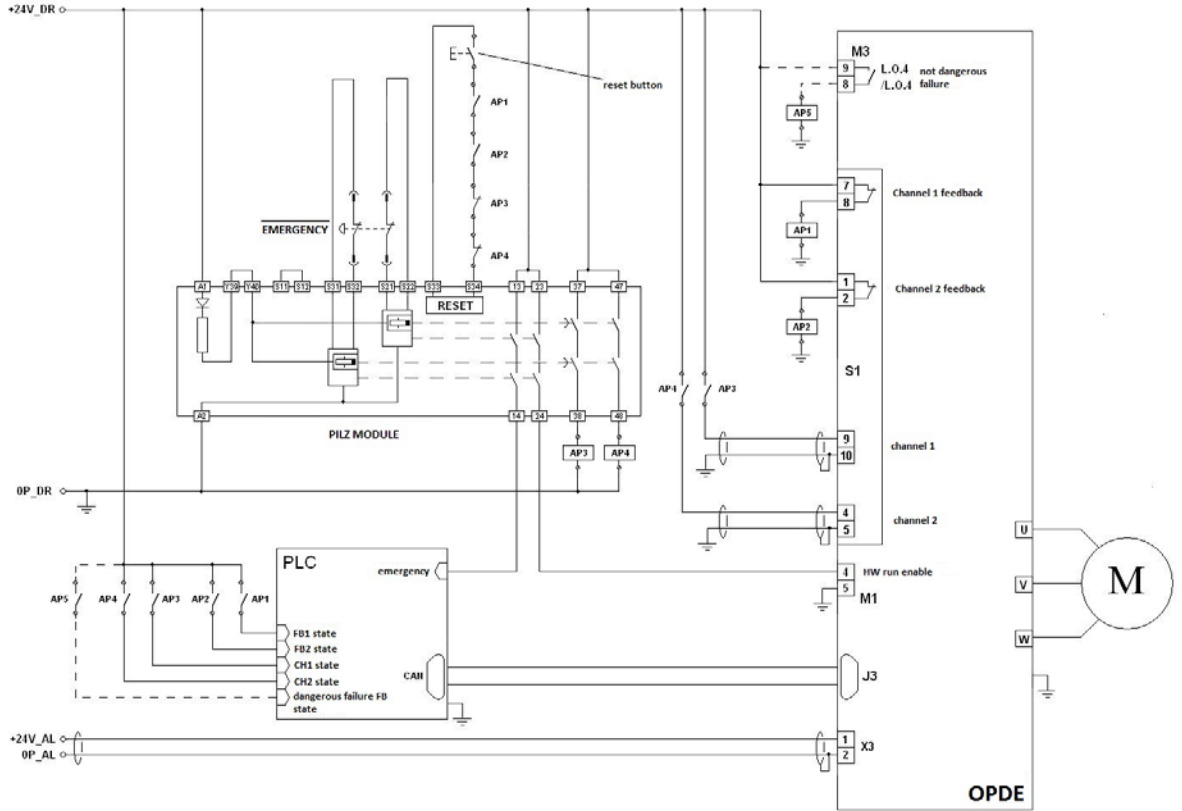 +24V_DR
M3
9
L.O.4
not dangerous
8
/L.O.4
failure
reset button
AP5
AP1
AP2
7
Channel 1 feedback
8
AP3
AP1
EMERGENCY
AP4
1
Channel 2 feedback
2
A1
Y39
Y40
S11
S12
S31
S32
S21
S22
S33
S34
13
23
37
47
RESET
AP2
S1
AP4
AP3
A2
14
24
38
48
PILZ MODULE
9
channel 1
10
AP3
AP4
0P_DR
4
channel 2
5
U
PLC
emergency
4
HW run enable
5
M1
V
M
AP5
AP4
AP3
AP2
AP1
W
FB1 state
FB2 state
CH1 state
CH2 state
CAN
J3
dangerous failure FB
state
+24V_AL
1
X3
0P_AL
2
OPDE